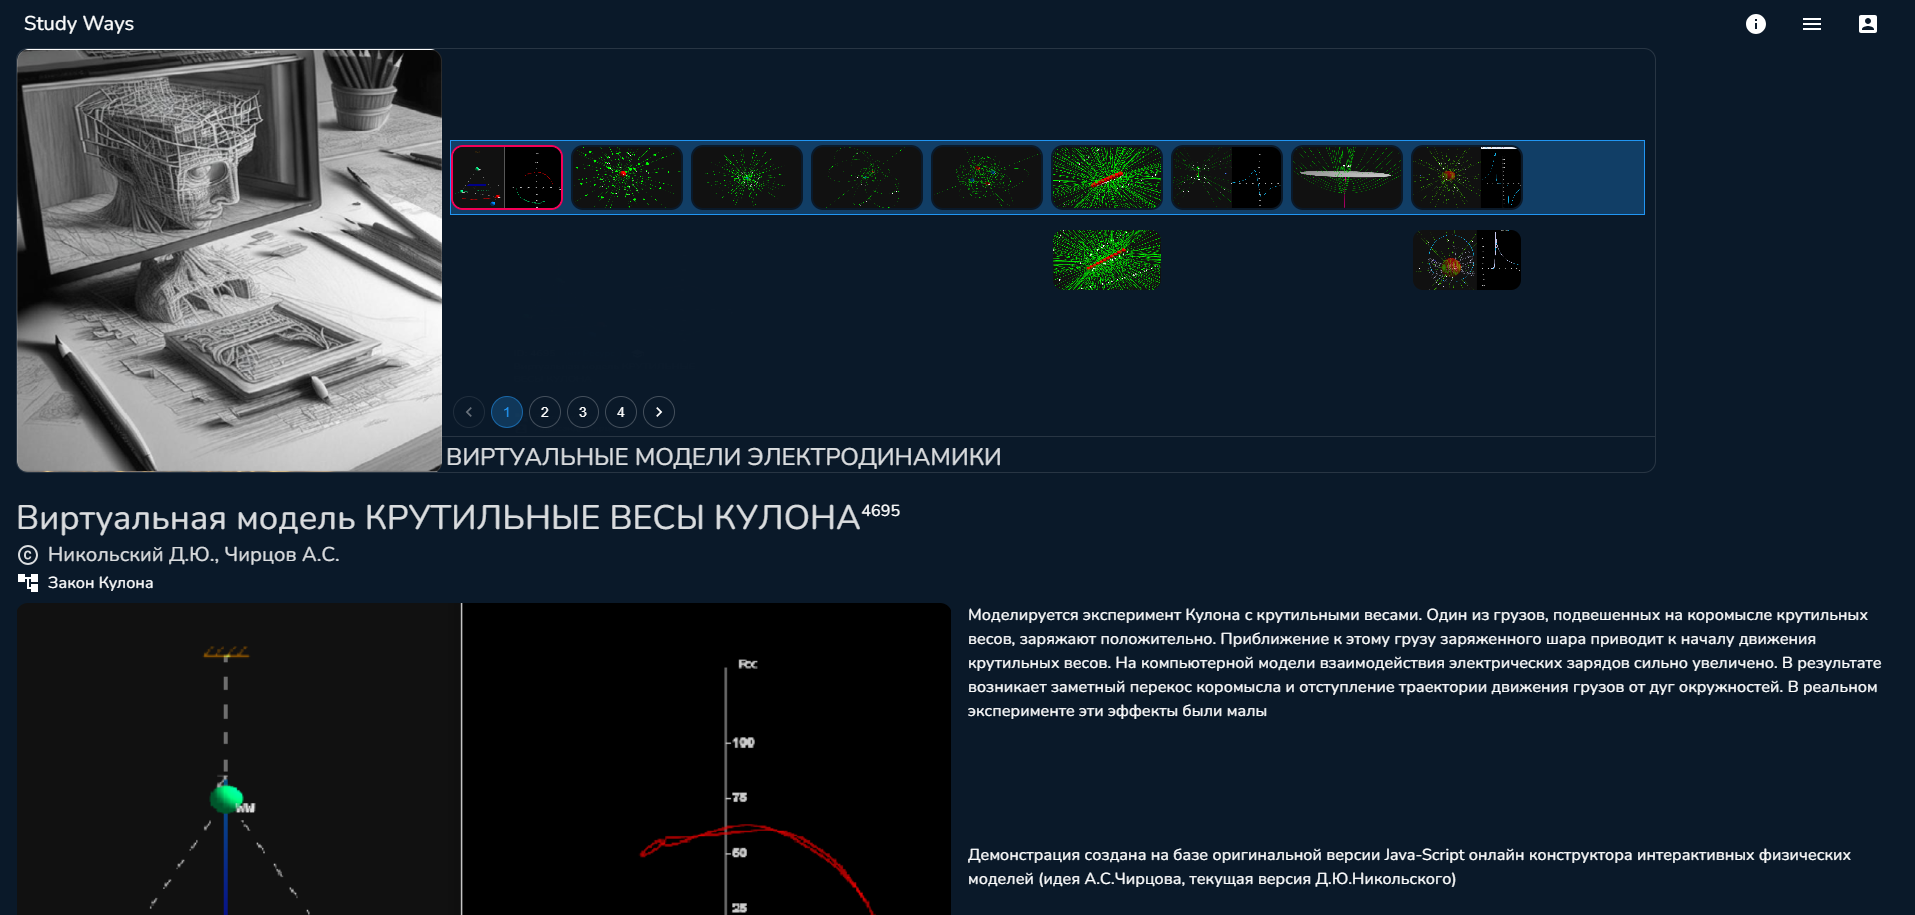 Study Ways
1 2 3 4
ВИРТУАЛЬНЫЕ МОДЕЛИ ЭЛЕКТРОДИНАМИКИ
Виртуальная модель КРУТИЛЬНЫЕ ВЕСЫ КУЛОНА 4695
© Никольский Д.Ю., Чирцов А.С.
Закон Кулона
Fcc
100
75
50
25
WW
Моделируется эксперимент Кулона с крутильными весами. Один из грузов, подвешенных на коромысле крутильных
весов, заряжают положительно. Приближение к этому грузу заряженного шара приводит к началу движения
крутильных весов. На компьютерной модели взаимодействия электрических зарядов сильно увеличено. В результате
возникает заметный перекос коромысла и отступление траектории движения грузов от дуг окружностей. В реальном
эксперименте эти эффекты были малы
Демонстрация создана на базе оригинальной версии Java-Script онлайн конструктора интерактивных физических
моделей (идея А.С.Чирцова, текущая версия Д.Ю.Никольского)